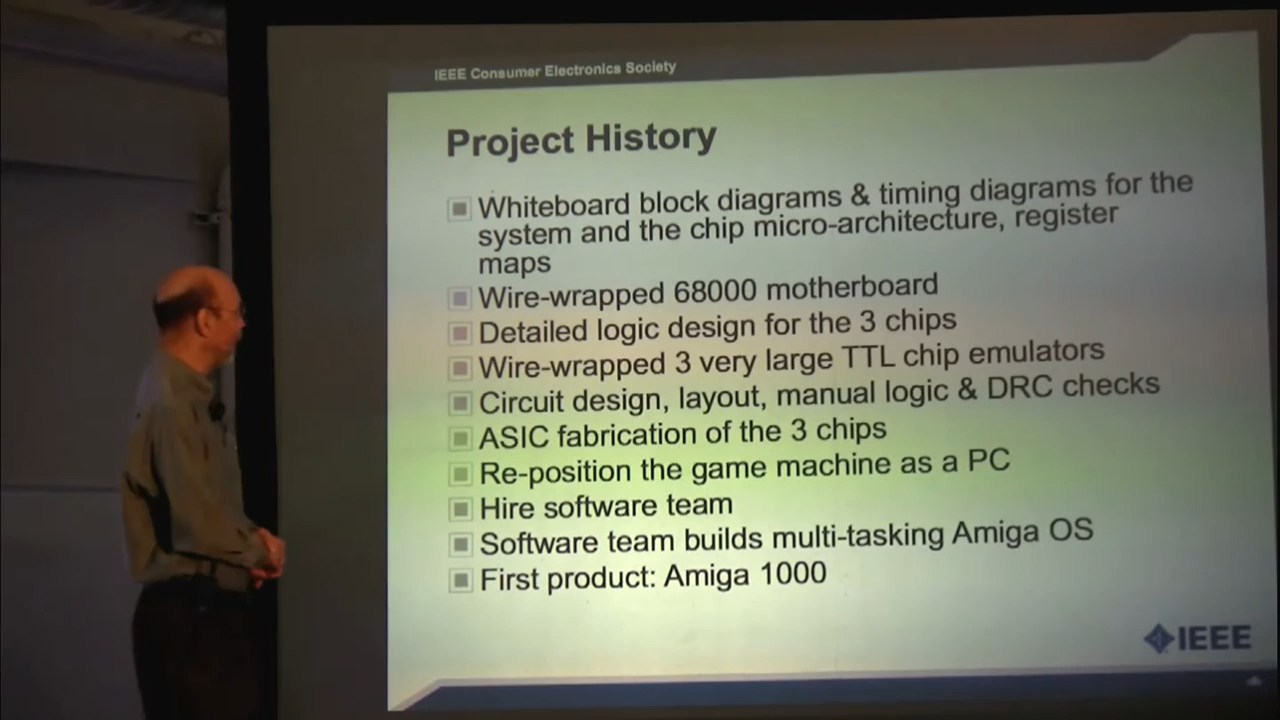 IEEE Consumer Electronics Society
Project History
Whiteboard block diagrams & timing diagrams for the
system and the chip micro-architecture, register
maps
Wire-wrapped 68000 motherboard
Detailed logic design for the 3 chips
Wire-wrapped 3 very large TTL chip emulators
Circuit design, layout, manual logic & DRC checks
ASIC fabrication of the 3 chips
Re-position the game machine as a PC
Hire software team
Software team builds multi-tasking Amiga OS
First product: Amiga 1000
IEEE